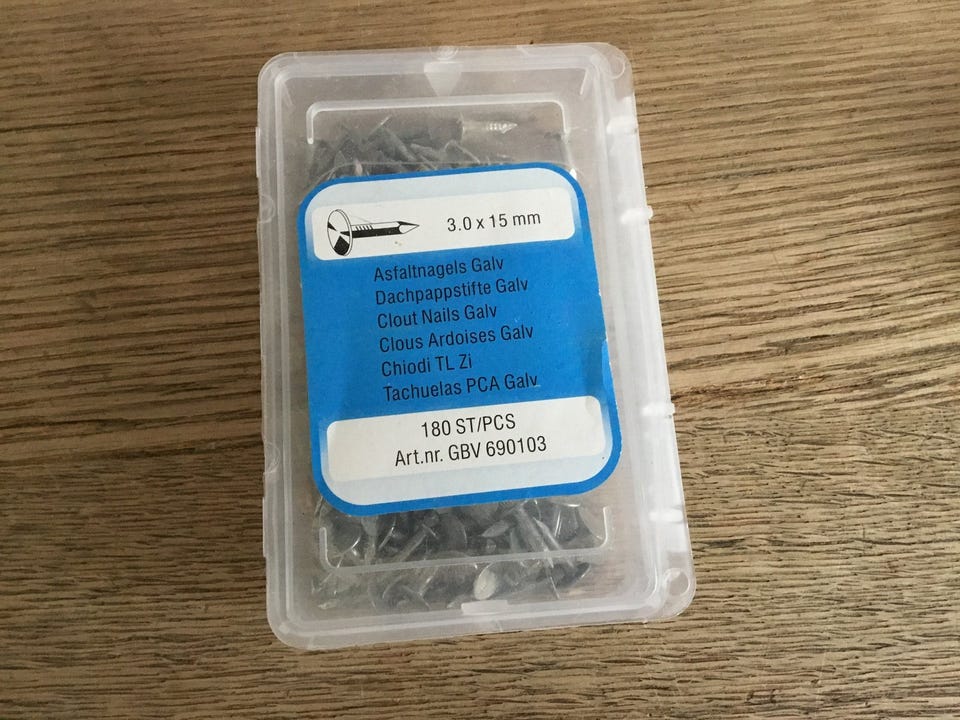 3.0 x 15 mm
Asfaltnagels Galv
Dachpappstifte Galv
Clout Nails Galv
Clous Ardoises Galv
Chiodi TL Zi
Tachuelas PCA Galv
180 ST/PCS
Art.nr. GBV 690103